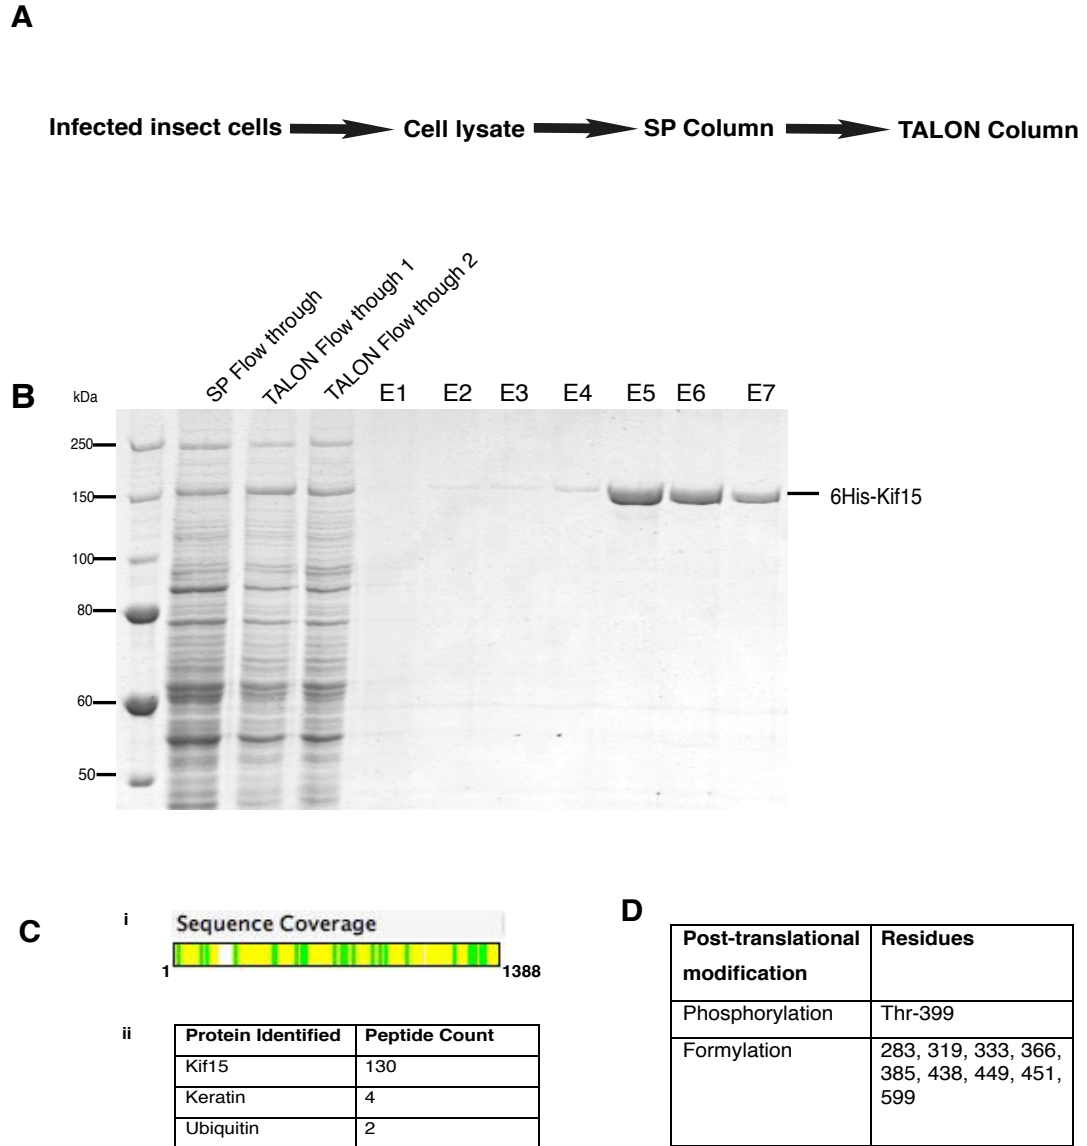 A
Infected insect cells
Cell lysate
SP Column
TALON Column
B
kDa
SP Flow through
TALON Flow though 1
TALON Flow though 2
E1 E2 E3 E4 E5 E6 E7
250
150
100
80
60
50
6His-Kif15
C
i
Sequence Coverage
1 1388
ii
Protein Identified Peptide Count
Kif15 130
Keratin 4
Ubiquitin 2
D
Post-translational Residues
modification
Phosphorylation Thr-399
Formylation 283, 319, 333, 366,
385, 438, 449, 451,
599